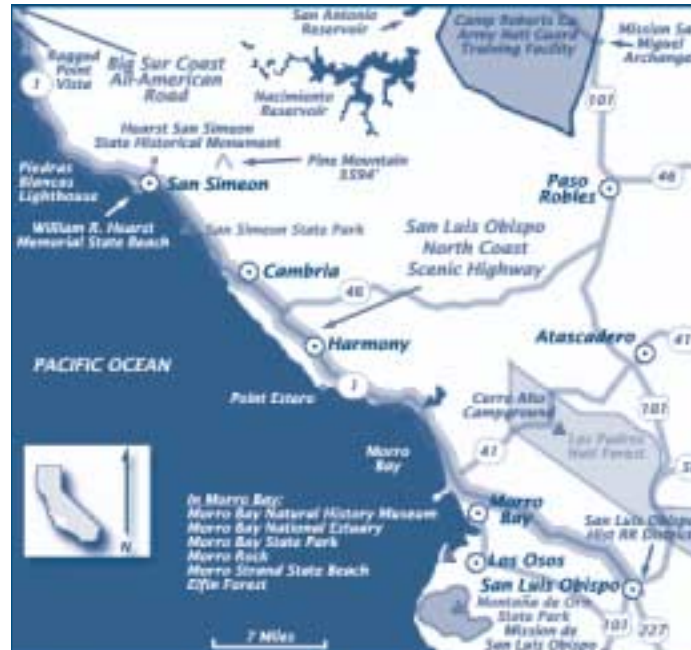 San Antonio
Reservoir
Camp Roberts Ca
Army Natl Guard
Training Facility
Mission San
Miguel
Archangel
Ragged
Point
Vista
Big Sur Coast
All-American
Road
1
Nacimiento
Reservoir
101
Hearst San Simeon
State Historical Monument
Pine Mountain
3594'
Piedras
Blancas
Lighthouse
San Simeon
Paso
Robles
46
William R. Hearst
Memorial State Beach
San Simeon State Park
San Luis Obispo
North Coast
Scenic Highway
Cambria
46
Harmony
Atascadero
41
PACIFIC OCEAN
Point Estero
1
Cerro Alto
Campground
101
Los Padres
Natl Forest
Morro
Bay
41
N
In Morro Bay:
Morro Bay Natural History Museum
Morro Bay National Estuary
Morro Bay State Park
Morro Rock
Morro Strand State Beach
Elfin Forest
Morro
Bay
San Luis Obispo
Hist RR District
Los Osos
San Luis Obispo
Montaña de Oro
State Park
Mission de
San Luis Obispo
101
227
7 Miles